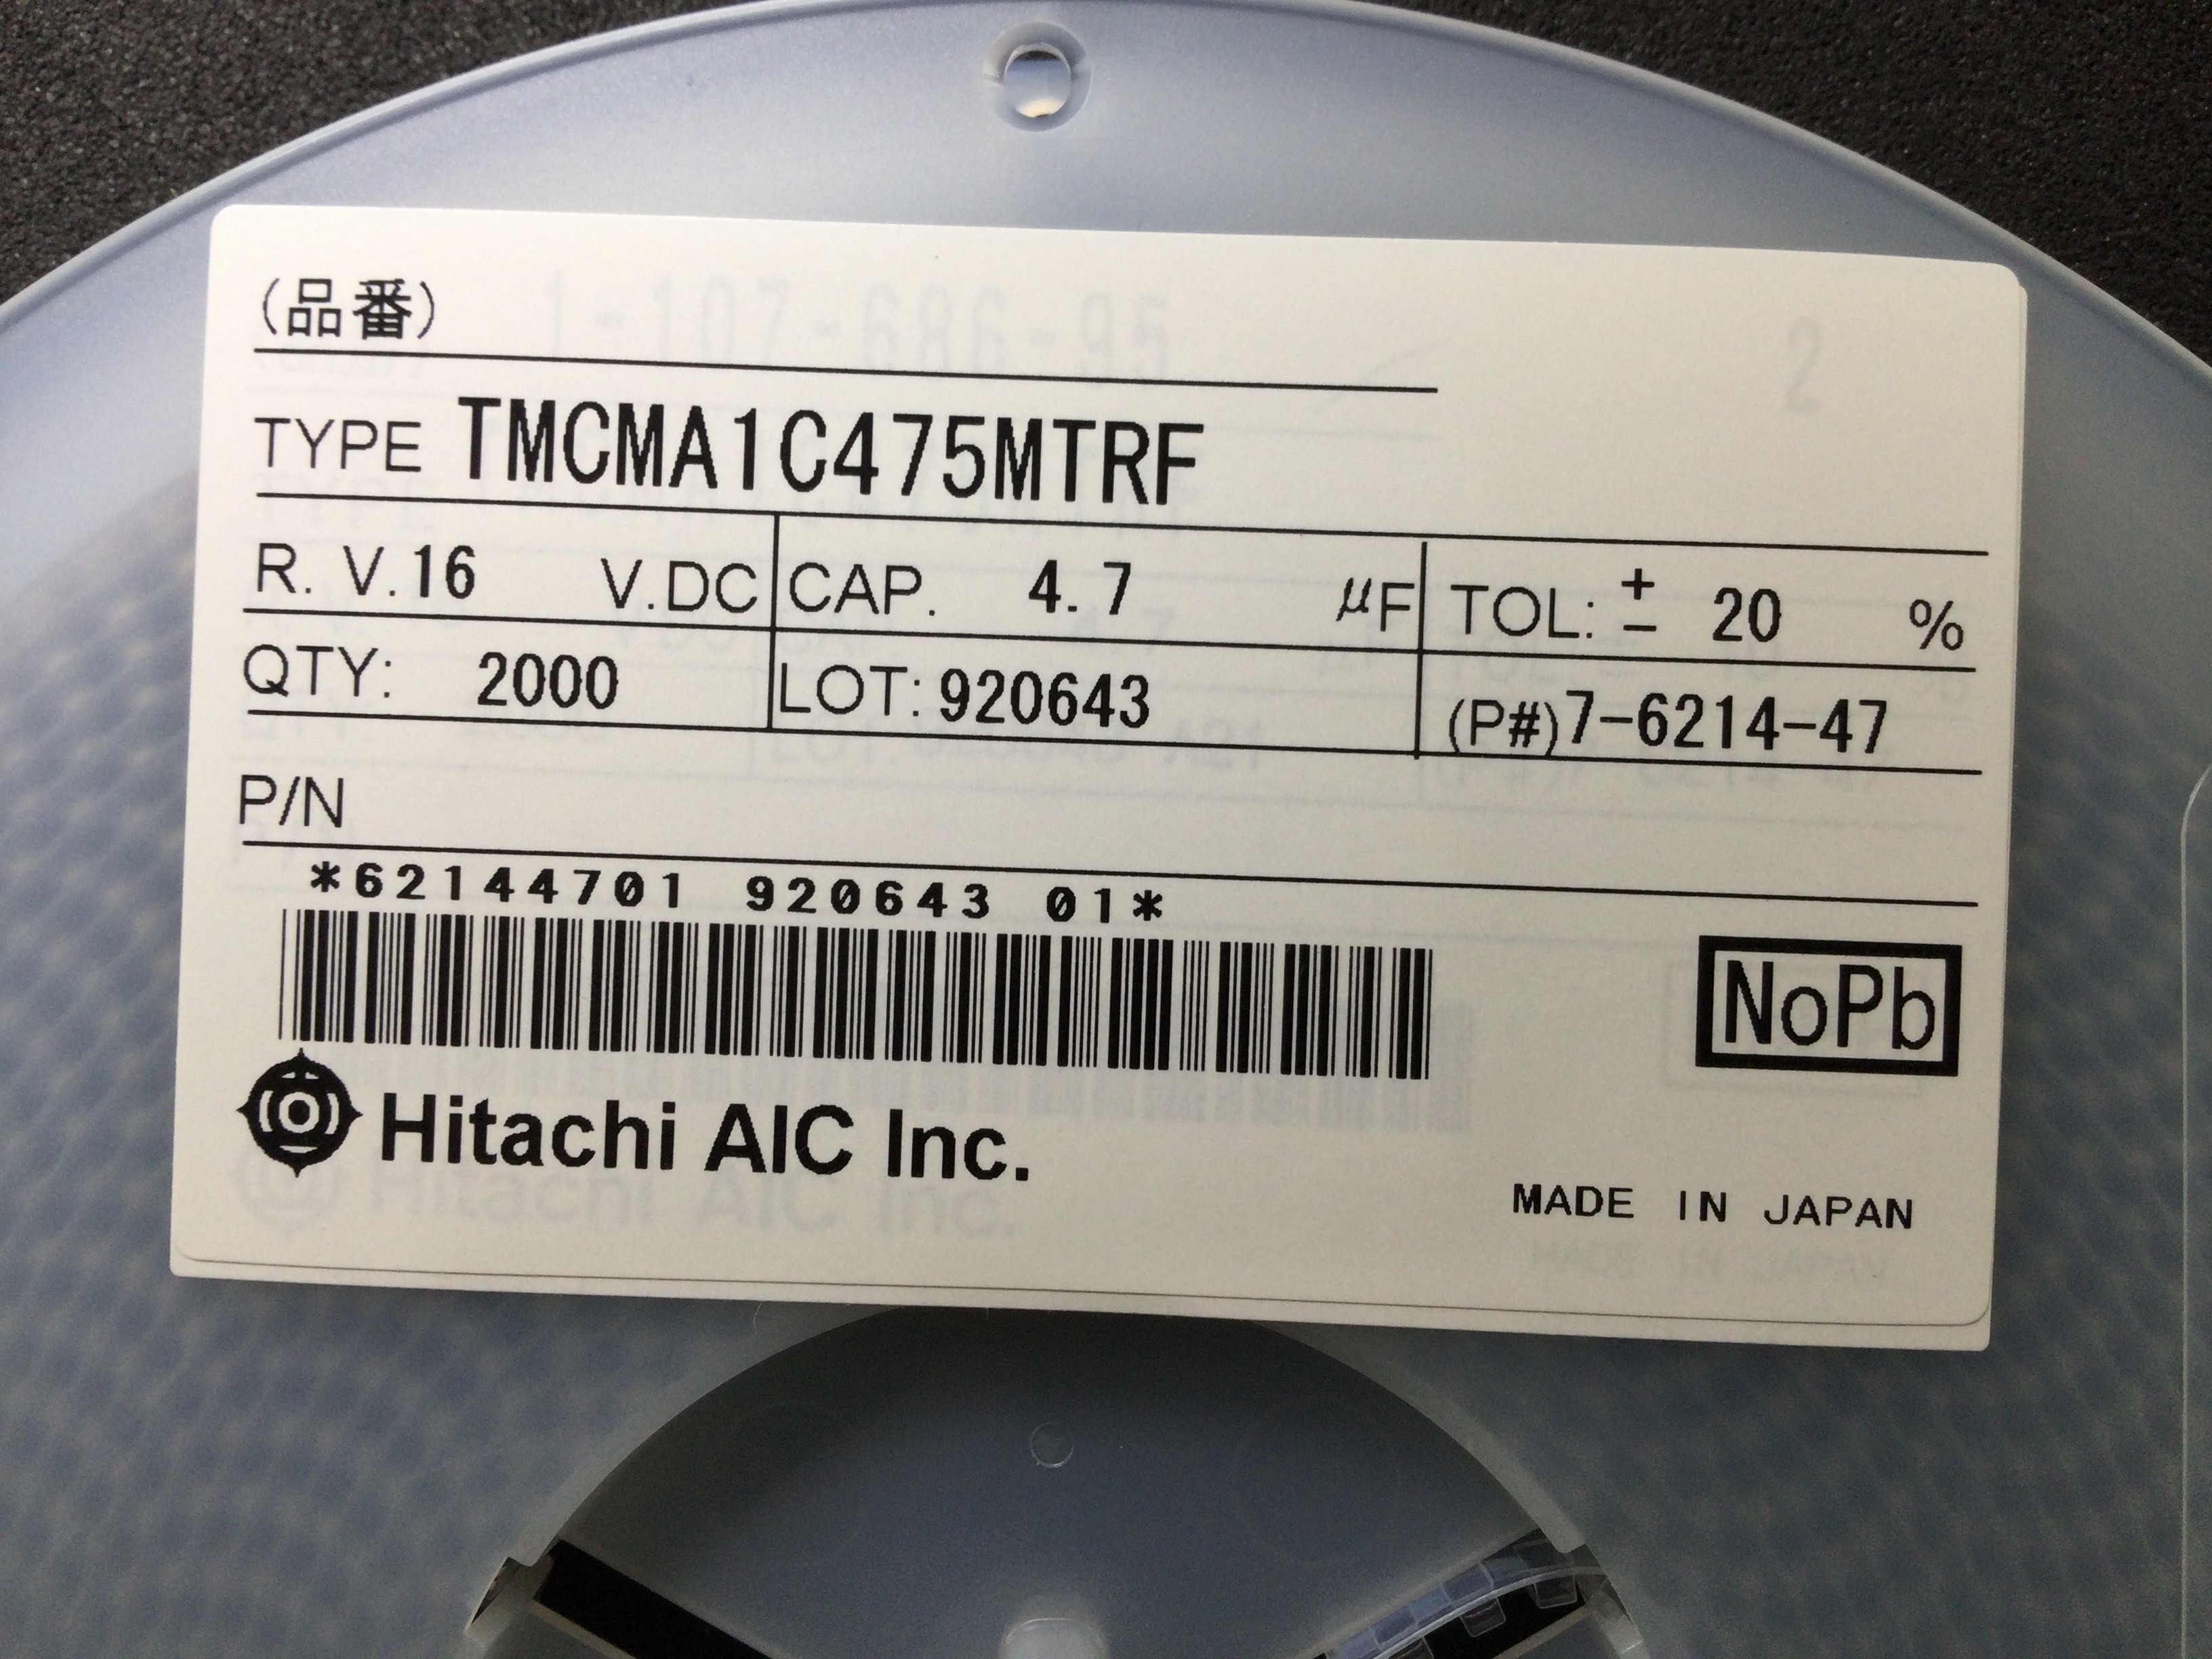 (品番)
TYPE TMCMA1C475MTRF
R. V. 16 V.DC CAP. 4.7 μF TOL: ± 20 %
QTY: 2000 LOT: 920643 (P#)7-6214-47
P/N
*62144701 920643 01*
NoPb
Hitachi AIC Inc.
MADE IN JAPAN